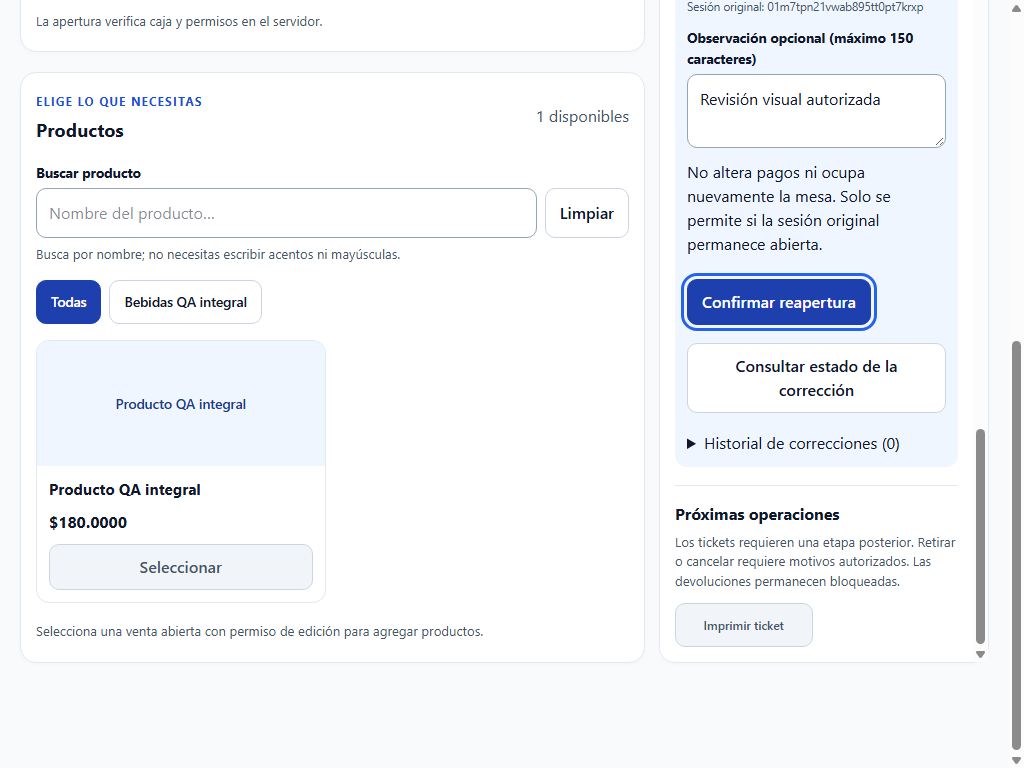 La apertura verifica caja y permisos en el servidor.
ELIGE LO QUE NECESITAS
Productos
1 disponibles
Buscar producto
Nombre del producto...
Limpiar
Busca por nombre; no necesitas escribir acentos ni mayúsculas.
Todas
Bebidas QA integral
Producto QA integral
Producto QA integral
$180.0000
Seleccionar
Selecciona una venta abierta con permiso de edición para agregar productos.
Sesión original: 01m7tpn21vwab895tt0pt7krxp
Observación opcional (máximo 150
caracteres)
Revisión visual autorizada
No altera pagos ni ocupa
nuevamente la mesa. Solo se
permite si la sesión original
permanece abierta.
Confirmar reapertura
Consultar estado de la
corrección
Historial de correcciones (0)
Próximas operaciones
Los tickets requieren una etapa posterior. Retirar
o cancelar requiere motivos autorizados. Las
devoluciones permanecen bloqueadas.
Imprimir ticket